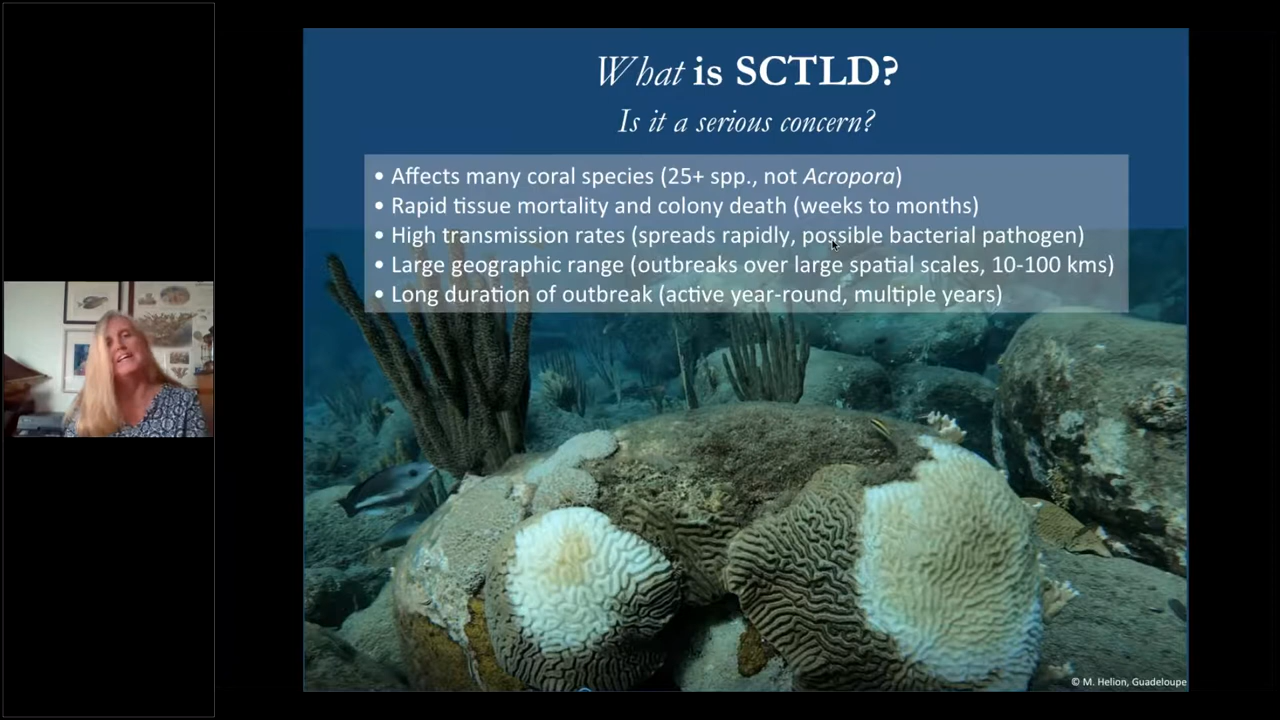 What is SCTLD?
Is it a serious concern?
• Affects many coral species (25+ spp., not Acropora)
• Rapid tissue mortality and colony death (weeks to months)
• High transmission rates (spreads rapidly, possible bacterial pathogen)
• Large geographic range (outbreaks over large spatial scales, 10-100 kms)
• Long duration of outbreak (active year-round, multiple years)
© M. Helion, Guadeloupe